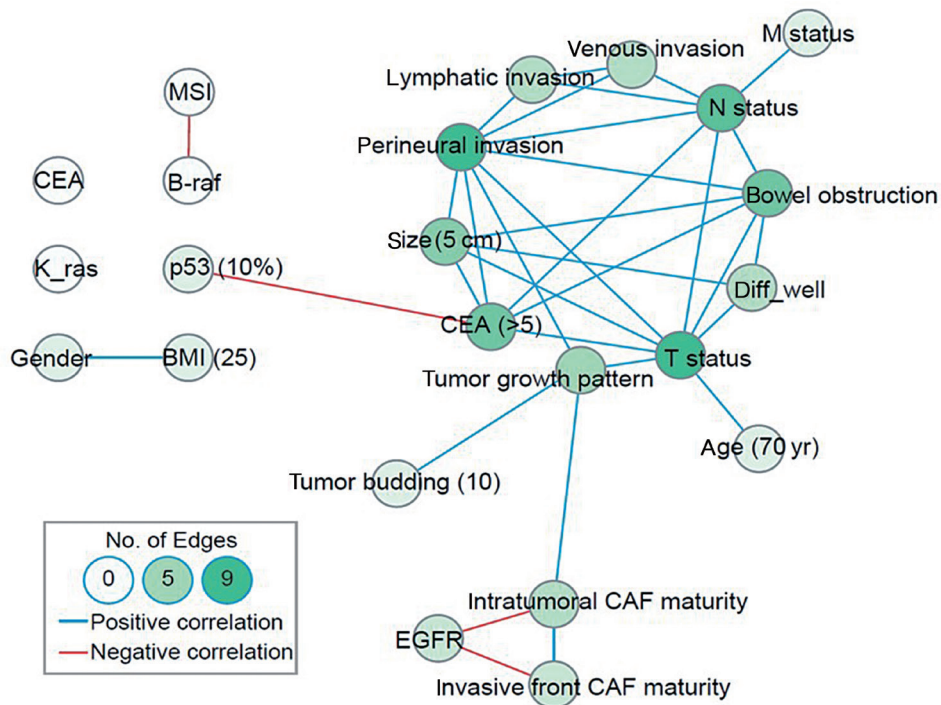 M status
Venous invasion
Lymphatic invasion
MSI
N status
Perineural invasion
CEA
B-raf
Bowel obstruction
Size (5 cm)
K_ras
p53 (10%)
Diff_well
CEA (>5)
Gender
BMI (25)
T status
Tumor growth pattern
Age (70 yr)
Tumor budding (10)
No. of Edges
0 5 9
Positive correlation
Negative correlation
Intratumoral CAF maturity
EGFR
Invasive front CAF maturity